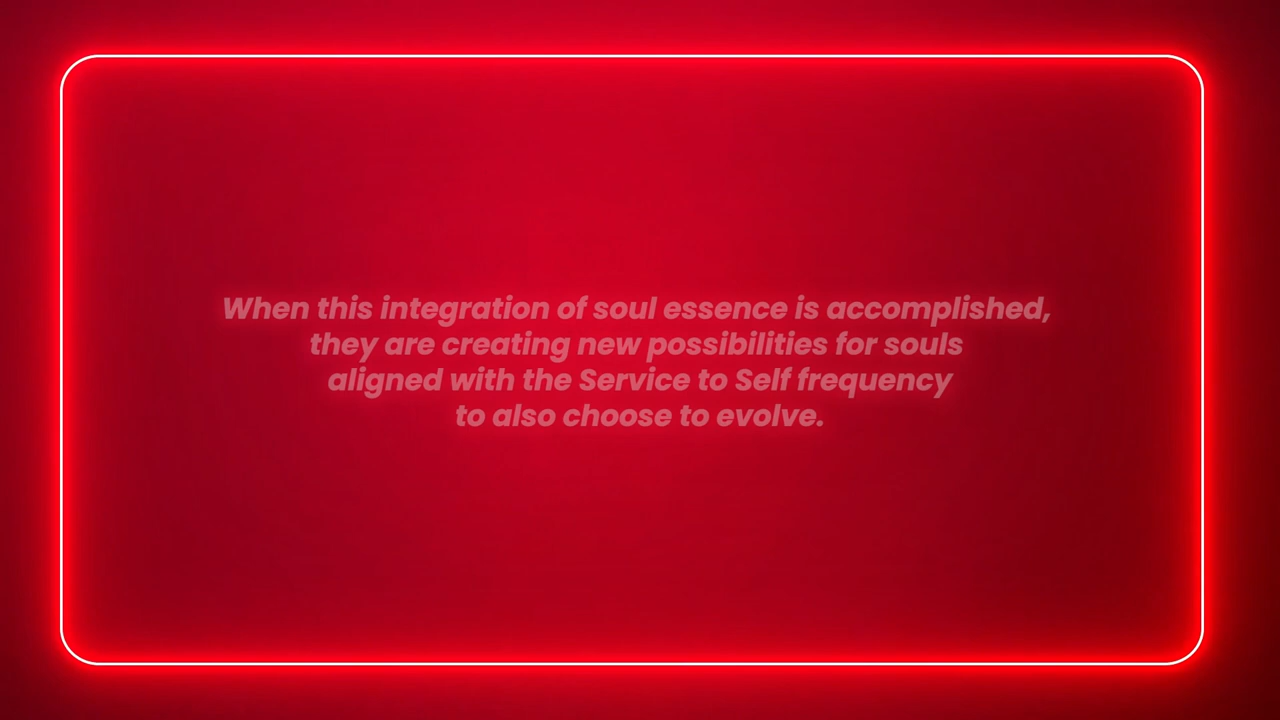 When this integration of soul essence is accomplished,
they are creating new possibilities for souls
aligned with the Service to Self frequency
to also choose to evolve.